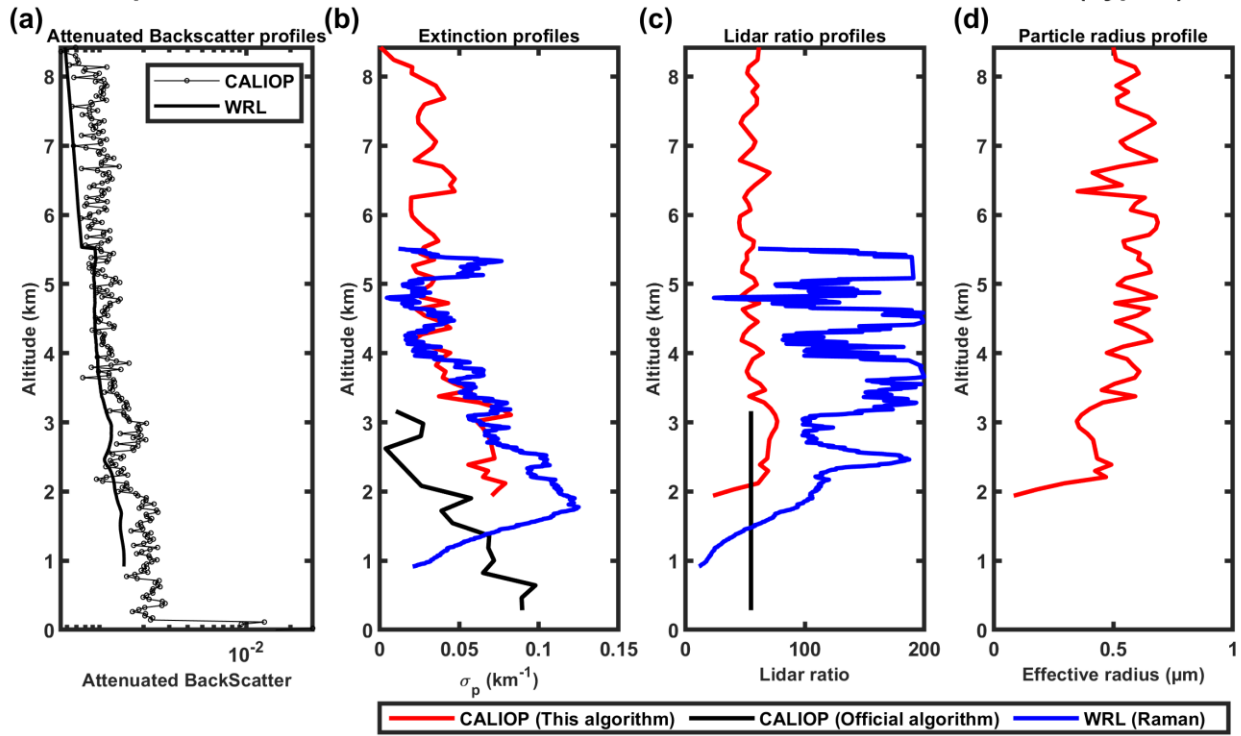 (a) (b) (c) (d)
Attenuated Backscatter profiles
Extinction profiles
Lidar ratio profiles
Particle radius profile
CALIOP
WRL
Altitude (km)
8
7
6
5
4
3
2
1
0
10-2
Attenuated BackScatter
Altitude (km)
8
7
6
5
4
3
2
1
0
0 0.05 0.1 0.15
σp (km-1)
Altitude (km)
8
7
6
5
4
3
2
1
0
0 100 200
Lidar ratio
Altitude (km)
8
7
6
5
4
3
2
1
0
0 0.5 1
Effective radius (µm)
CALIOP (This algorithm) CALIOP (Official algorithm) WRL (Raman)